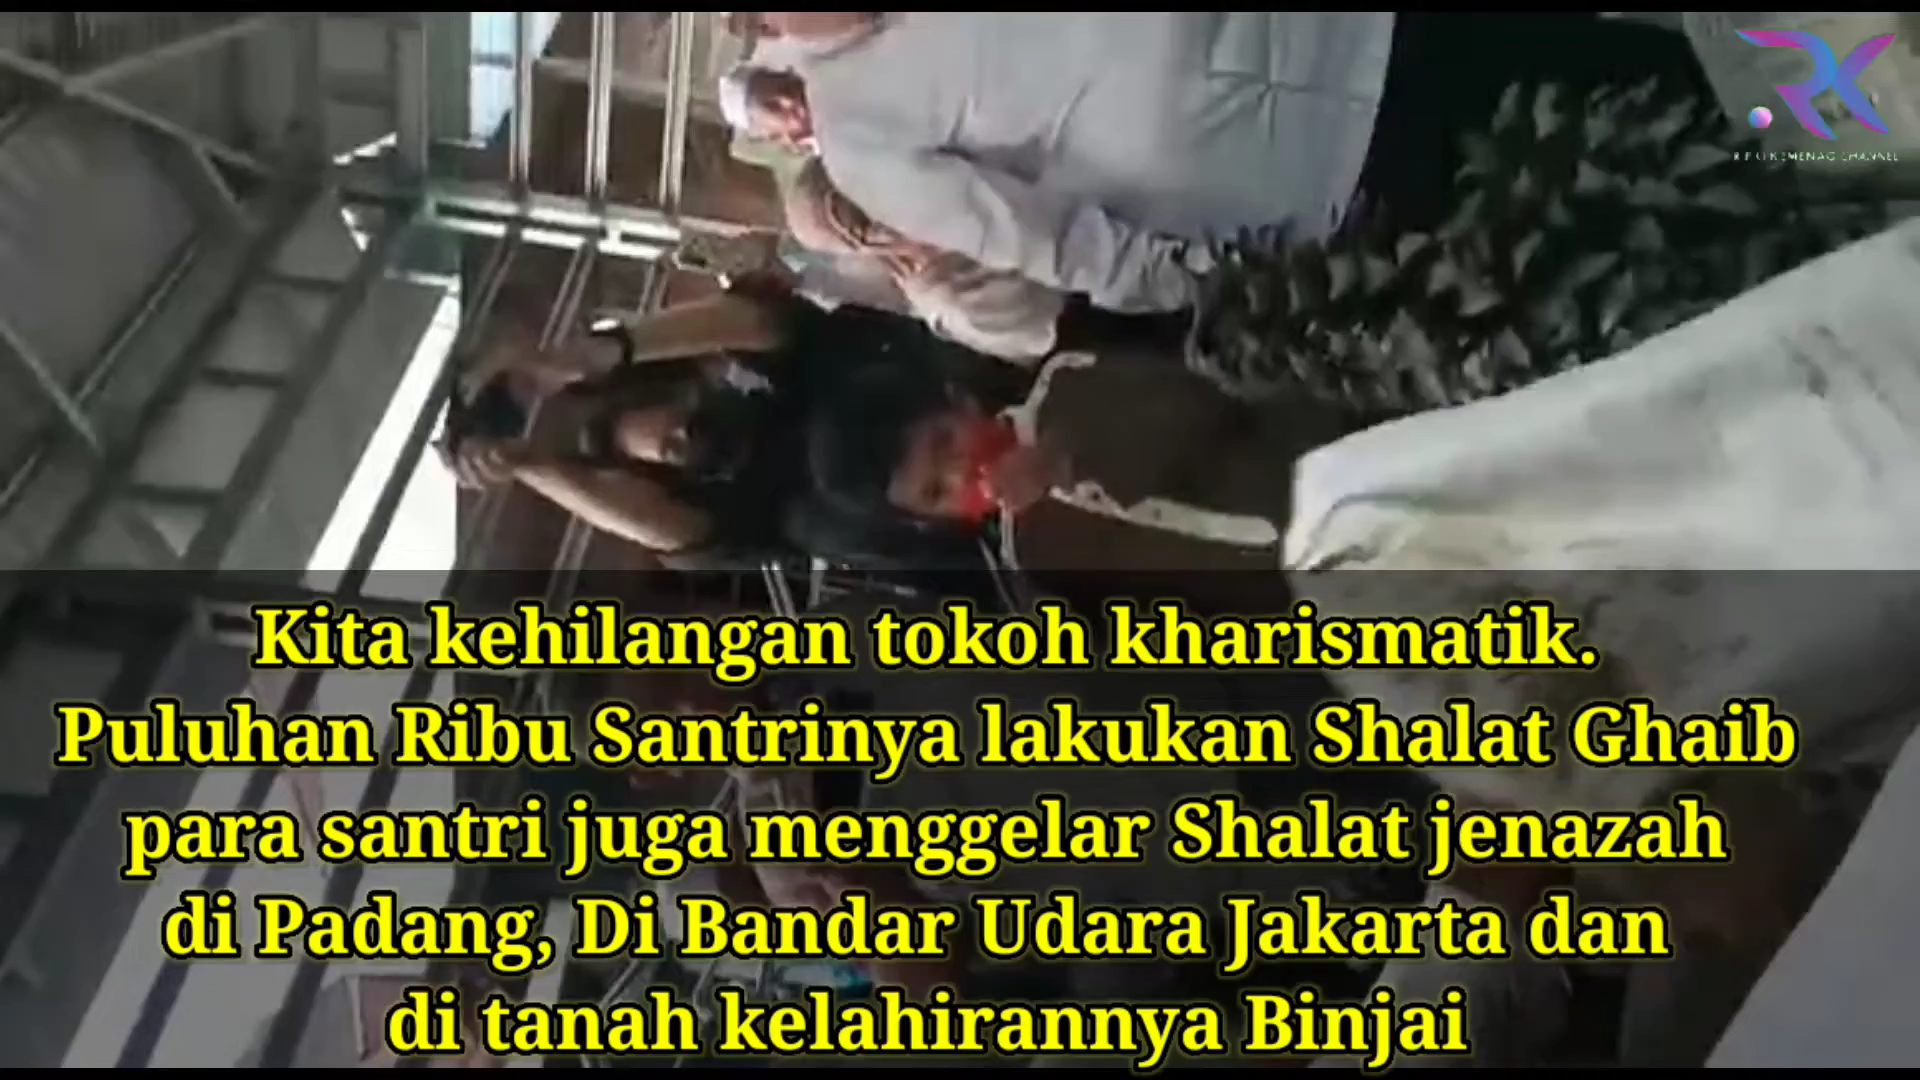 RK
Kita kehilangan tokoh kharismatik.
Puluhan Ribu Santrinya lakukan Shalat Ghaib
para santri juga menggelar Shalat jenazah
di Padang, Di Bandar Udara Jakarta dan
di tanah kelahirannya Binjai